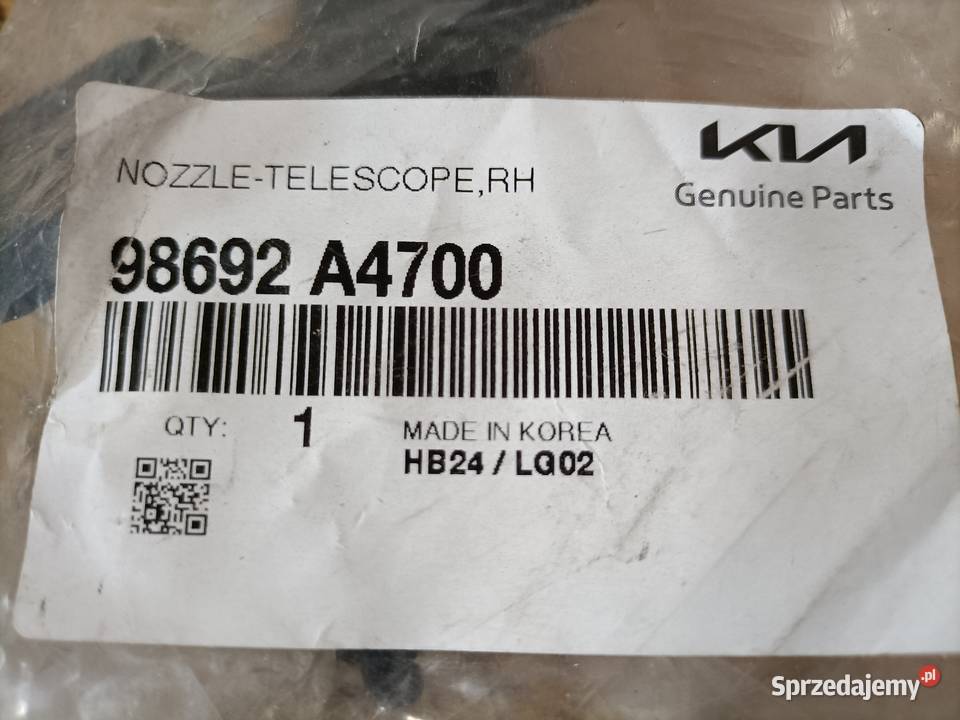 KIA
NOZZLE-TELESCOPE,RH
Genuine Parts
98692 A4700
QTY: 1 MADE IN KOREA
HB24 / LG02
Sprzedajemy.pl